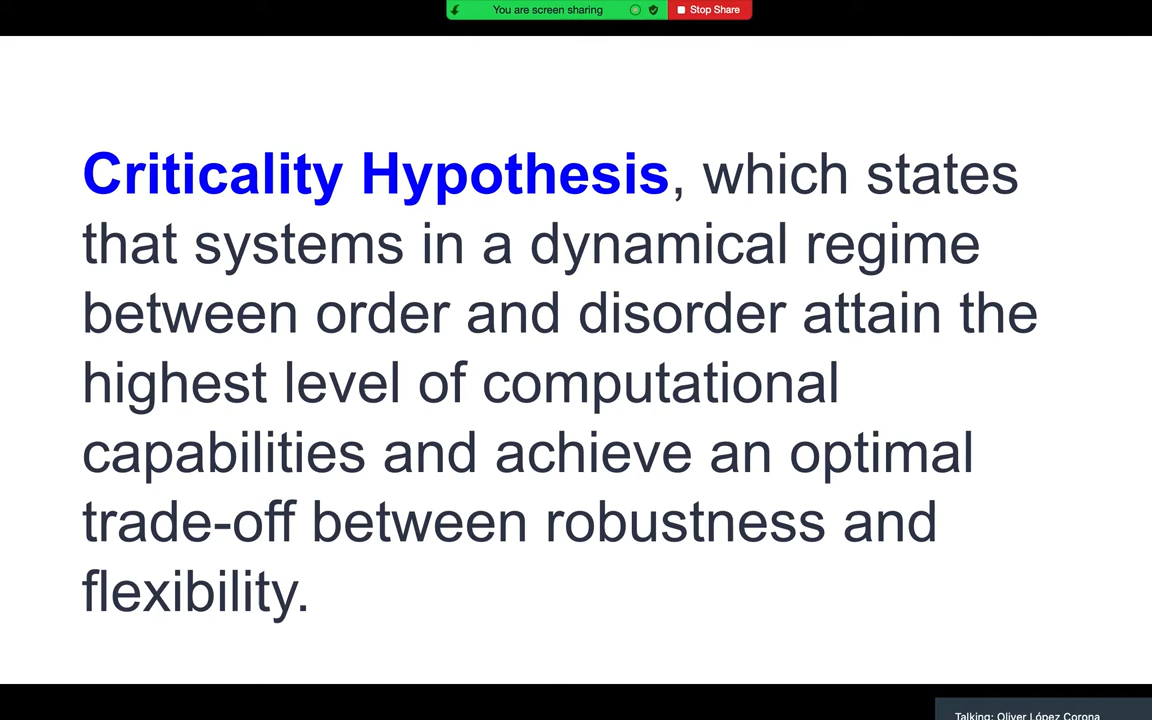 You are screen sharing
Stop Share
Criticality Hypothesis, which states
that systems in a dynamical regime
between order and disorder attain the
highest level of computational
capabilities and achieve an optimal
trade-off between robustness and
flexibility.
Talking: Oliver López Corona